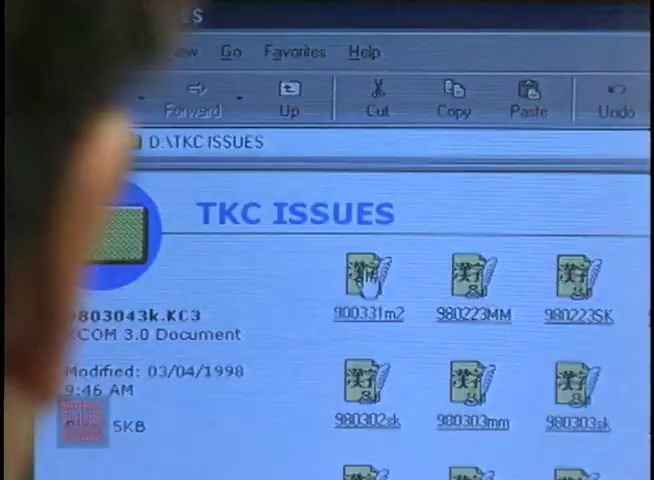 Go Favorites Help
Forward Up Cut Copy Paste Undo
D:\TKC ISSUES
TKC ISSUES
漢字 漢字 漢字
980331m2 980223MM 980223SK
9803043k.KC3
KCOM 3.0 Document
漢字 漢字 漢字
Modified: 03/04/1998
9:46 AM
980302sk 980303mm 980303sk
5KB